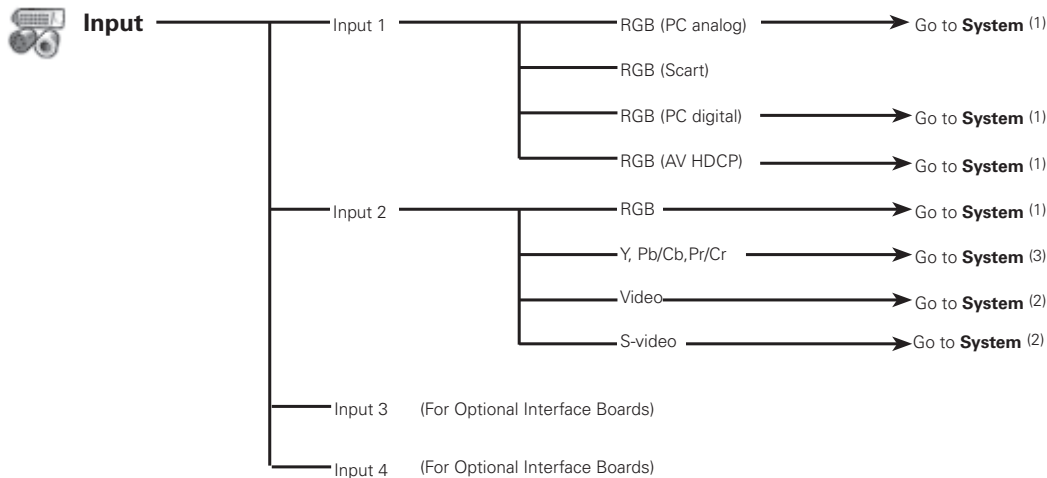 Input
Input 1
RGB (PC analog)
Go to System (1)
RGB (Scart)
RGB (PC digital)
Go to System (1)
RGB (AV HDCP)
Go to System (1)
Input 2
RGB
Go to System (1)
Y, Pb/Cb,Pr/Cr
Go to System (3)
Video
Go to System (2)
S-video
Go to System (2)
Input 3 (For Optional Interface Boards)
Input 4 (For Optional Interface Boards)